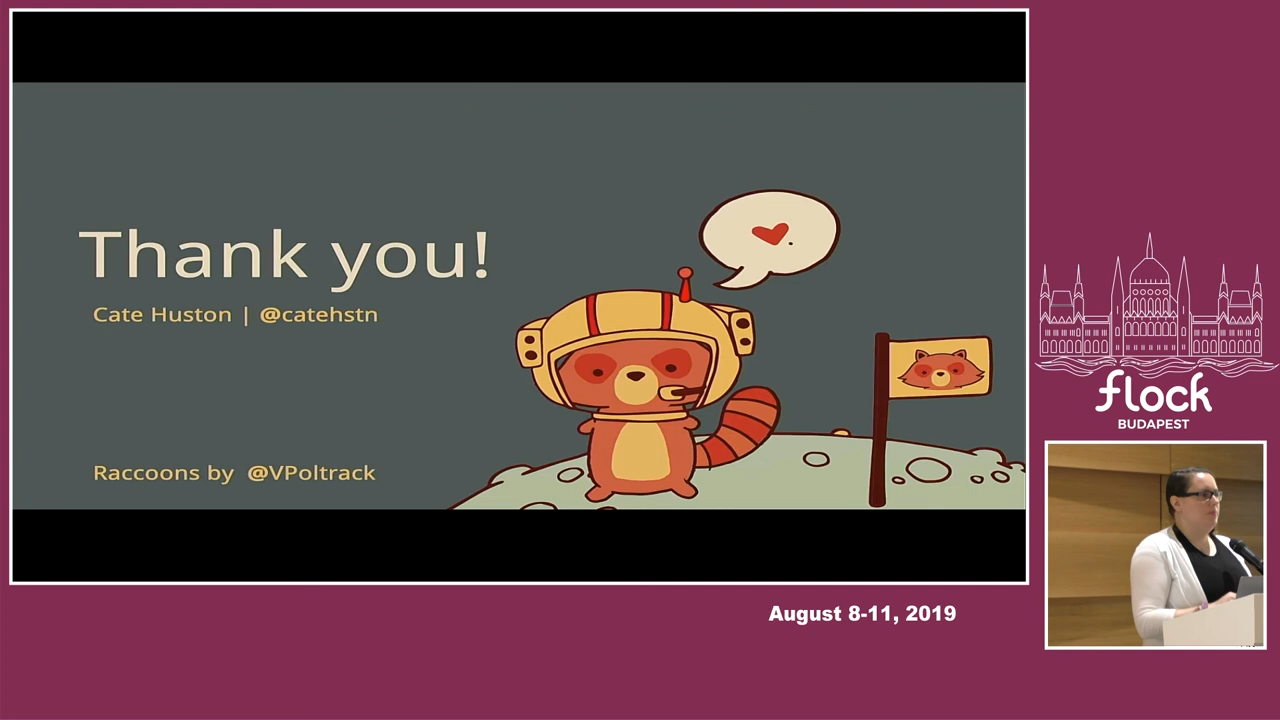 Thank you!
Cate Huston | @catehstn
Raccoons by @VPoltrack
flock
BUDAPEST
August 8-11, 2019